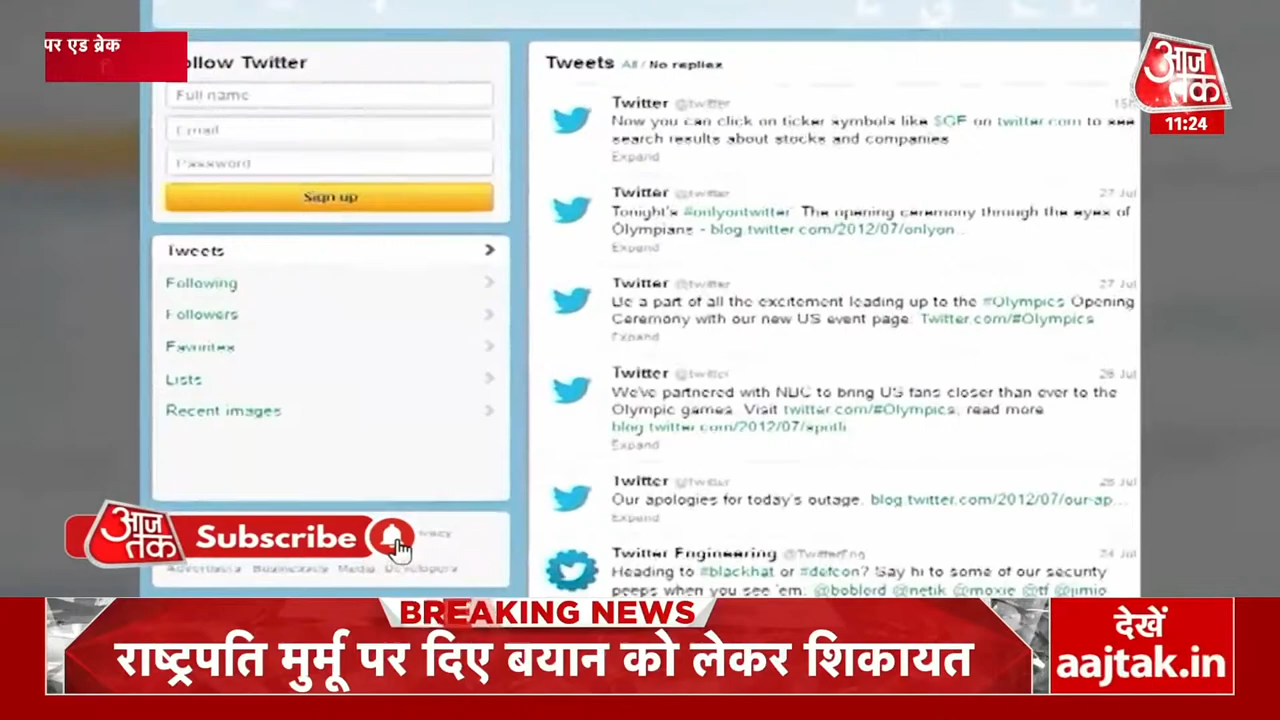 पर एड ब्रेक
ollow Twitter
Full name
Email
Password
Sign up
Tweets
Following
Followers
Favorites
Lists
Recent images
Tweets All / No replies
Twitter @twitter 15h
Now you can click on ticker symbols like $GF on twitter.com to see
search results about stocks and companies
Expand
Twitter @twitter 27 Jul
Tonight's #onlyontwitter: The opening ceremony through the eyes of
Olympians - blog.twitter.com/2012/07/onlyon...
Expand
Twitter @twitter 27 Jul
Be a part of all the excitement leading up to the #Olympics Opening
Ceremony with our new US event page: Twitter.com/#Olympics
Expand
Twitter @twitter 26 Jul
We've partnered with NBC to bring US fans closer than ever to the
Olympic games. Visit twitter.com/#Olympics, read more
blog.twitter.com/2012/07/spotli
Expand
Twitter @twitter 26 Jul
Our apologies for today's outage. blog.twitter.com/2012/07/our-ap...
Expand
Twitter Engineering @TwitterEng 24 Jul
Heading to #blackhat or #defcon? Say hi to some of our security
peeps when you see 'em. @boblord @netik @moxie @tf @jimio
आज
तक
11:24
आज
तक
Subscribe
Advertising Businesses Media Developers
BREAKING NEWS
राष्ट्रपति मुर्मू पर दिए बयान को लेकर शिकायत
देखें
aajtak.in